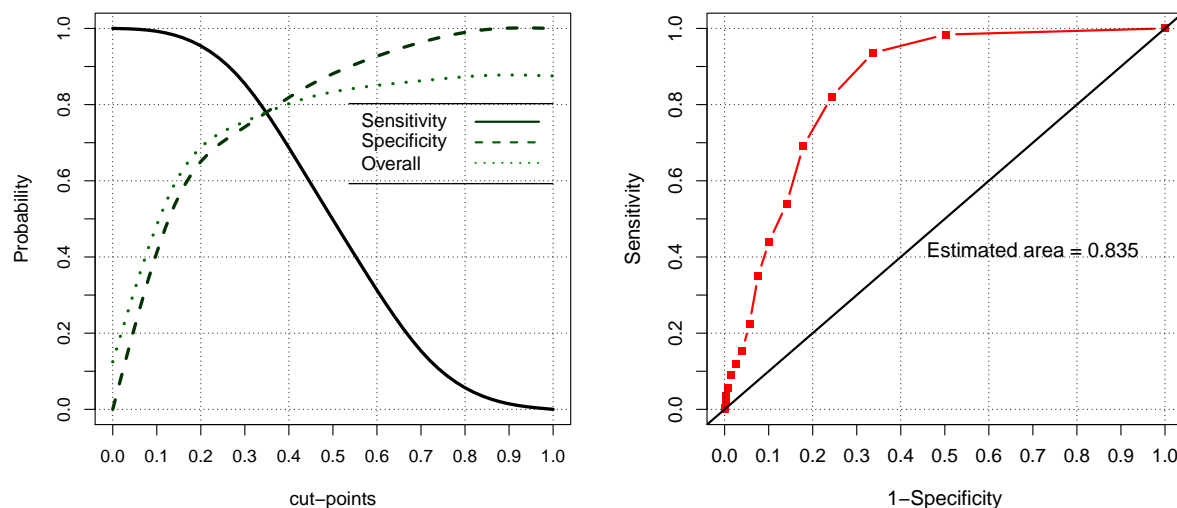 0.0 0.2 0.4 0.6 0.8 1.0
Probability
Sensitivity
Specificity
Overall
0.0 0.1 0.2 0.3 0.4 0.5 0.6 0.7 0.8 0.9 1.0
cut−points
0.0 0.2 0.4 0.6 0.8 1.0
Sensitivity
Estimated area = 0.835
0.0 0.1 0.2 0.3 0.4 0.5 0.6 0.7 0.8 0.9 1.0
1−Specificity